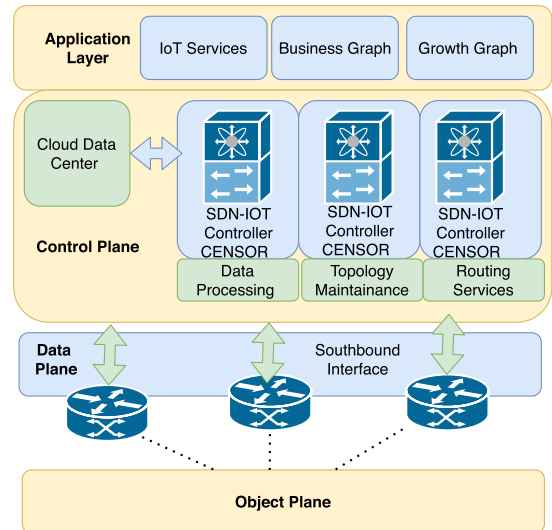 Application
Layer
IoT Services
Business Graph
Growth Graph
Cloud Data
Center
Control Plane
SDN-IOT
Controller
CENSOR
SDN-IOT
Controller
CENSOR
SDN-IOT
Controller
CENSOR
Data
Processing
Topology
Maintainance
Routing
Services
Data
Plane
Southbound
Interface
Object Plane